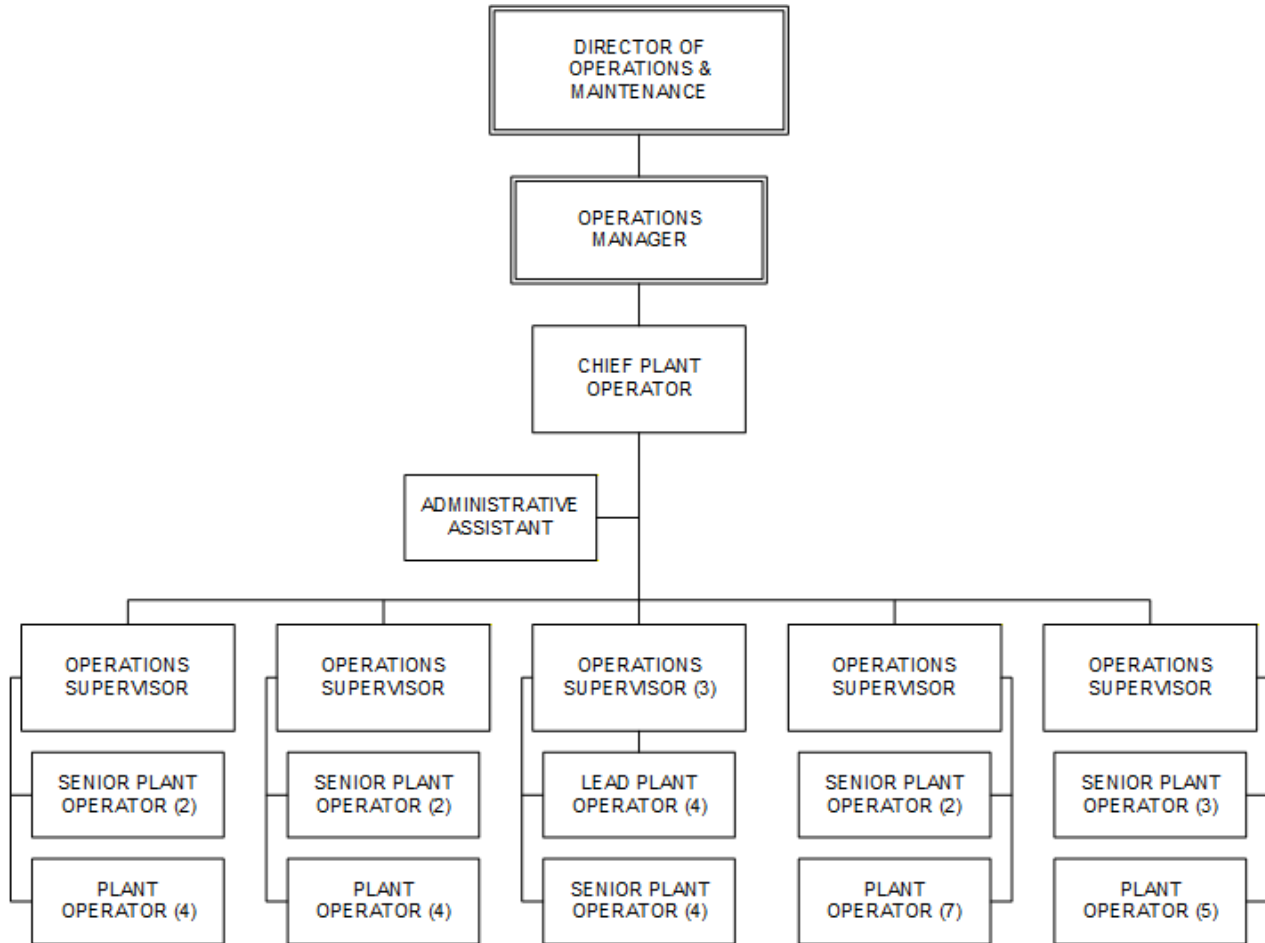 DIRECTOR OF
OPERATIONS &
MAINTENANCE
OPERATIONS
MANAGER
CHIEF PLANT
OPERATOR
ADMINISTRATIVE
ASSISTANT
OPERATIONS
SUPERVISOR
OPERATIONS
SUPERVISOR
OPERATIONS
SUPERVISOR (3)
OPERATIONS
SUPERVISOR
OPERATIONS
SUPERVISOR
SENIOR PLANT
OPERATOR (2)
SENIOR PLANT
OPERATOR (2)
LEAD PLANT
OPERATOR (4)
SENIOR PLANT
OPERATOR (2)
SENIOR PLANT
OPERATOR (3)
PLANT
OPERATOR (4)
PLANT
OPERATOR (4)
SENIOR PLANT
OPERATOR (4)
PLANT
OPERATOR (7)
PLANT
OPERATOR (5)